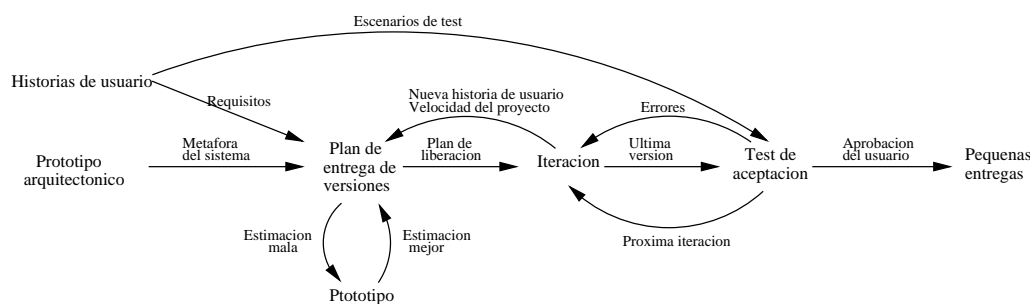 Escenarios de test
Historias de usuario
Nueva historia de usuario
Velocidad del proyecto
Errores
Requisitos
Metafora
del sistema
Plan de
entrega de
versiones
Plan de
liberacion
Iteracion
Ultima
version
Test de
aceptacion
Aprobacion
del usuario
Pequenas
entregas
Prototipo
arquitectonico
Estimacion
mala
Estimacion
mejor
Proxima iteracion
Ptototipo